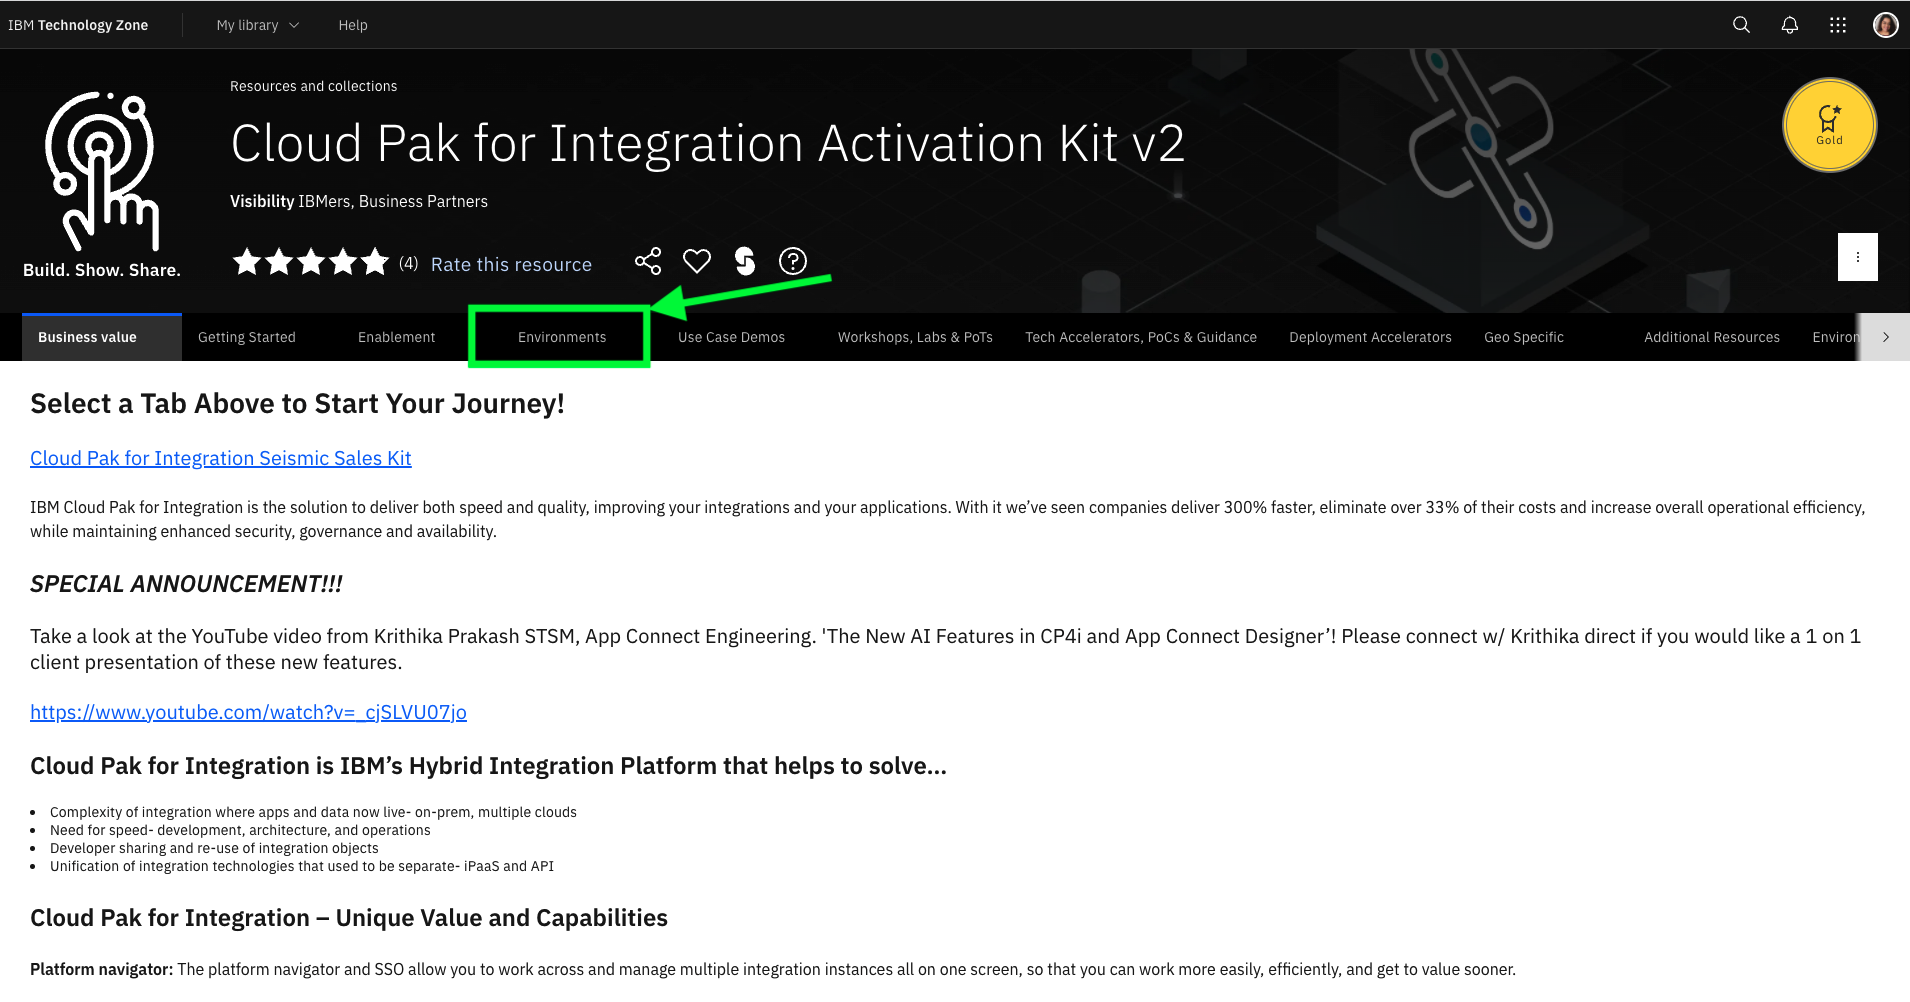 IBM Technology Zone
My library
Help
Resources and collections
Cloud Pak for Integration Activation Kit v2
Visibility IBMers, Business Partners
Gold
Build. Show. Share.
(4) Rate this resource
Business value
Getting Started
Enablement
Environments
Use Case Demos
Workshops, Labs & PoTs
Tech Accelerators, PoCs & Guidance
Deployment Accelerators
Geo Specific
Additional Resources
Environ
Select a Tab Above to Start Your Journey!
Cloud Pak for Integration Seismic Sales Kit
IBM Cloud Pak for Integration is the solution to deliver both speed and quality, improving your integrations and your applications. With it we’ve seen companies deliver 300% faster, eliminate over 33% of their costs and increase overall operational efficiency,
while maintaining enhanced security, governance and availability.
SPECIAL ANNOUNCEMENT!!!
Take a look at the YouTube video from Krithika Prakash STSM, App Connect Engineering. 'The New AI Features in CP4i and App Connect Designer’! Please connect w/ Krithika direct if you would like a 1 on 1
client presentation of these new features.
https://www.youtube.com/watch?v=_cjSLVU07jo
Cloud Pak for Integration is IBM’s Hybrid Integration Platform that helps to solve...
• Complexity of integration where apps and data now live- on-prem, multiple clouds
• Need for speed- development, architecture, and operations
• Developer sharing and re-use of integration objects
• Unification of integration technologies that used to be separate- iPaaS and API
Cloud Pak for Integration – Unique Value and Capabilities
Platform navigator: The platform navigator and SSO allow you to work across and manage multiple integration instances all on one screen, so that you can work more easily, efficiently, and get to value sooner.